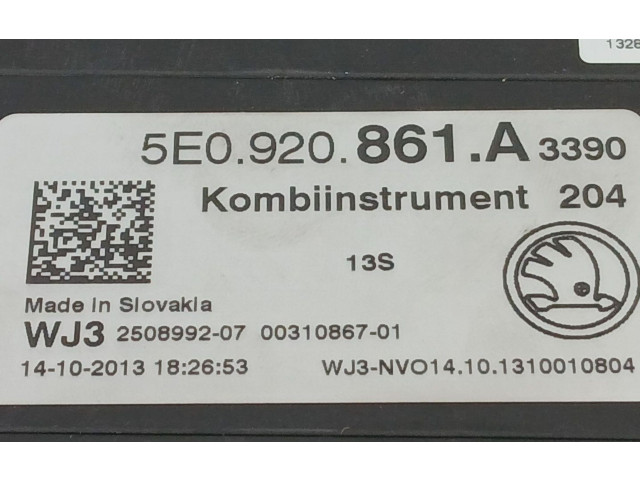 1328
5E0.920.861.A 3390
Kombiinstrument 204
13S
Made in Slovakia
WJ3 2508992-07 00310867-01
14-10-2013 18:26:53 WJ3-NVO14.10.1310010804